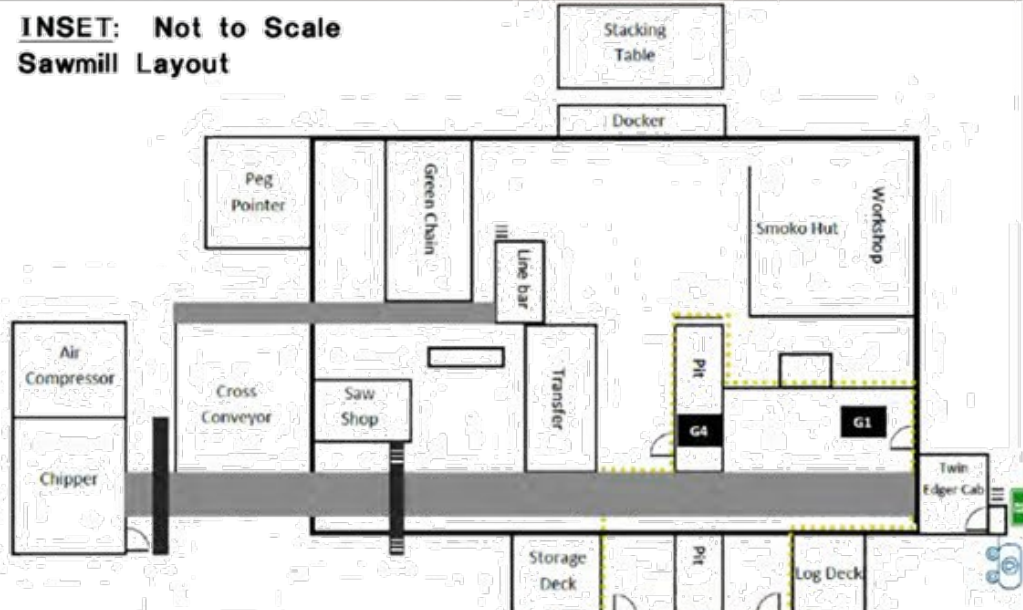 INSET: Not to Scale
Sawmill Layout
Stacking
Table
Docker
Peg
Pointer
Green Chain
Line bar
Smoko Hut
Workshop
Air
Compressor
Cross
Conveyor
Saw
Shop
Transfer
Pit
G4
G1
Chipper
Twin
Edger Cab
Storage
Deck
Pit
Log Deck